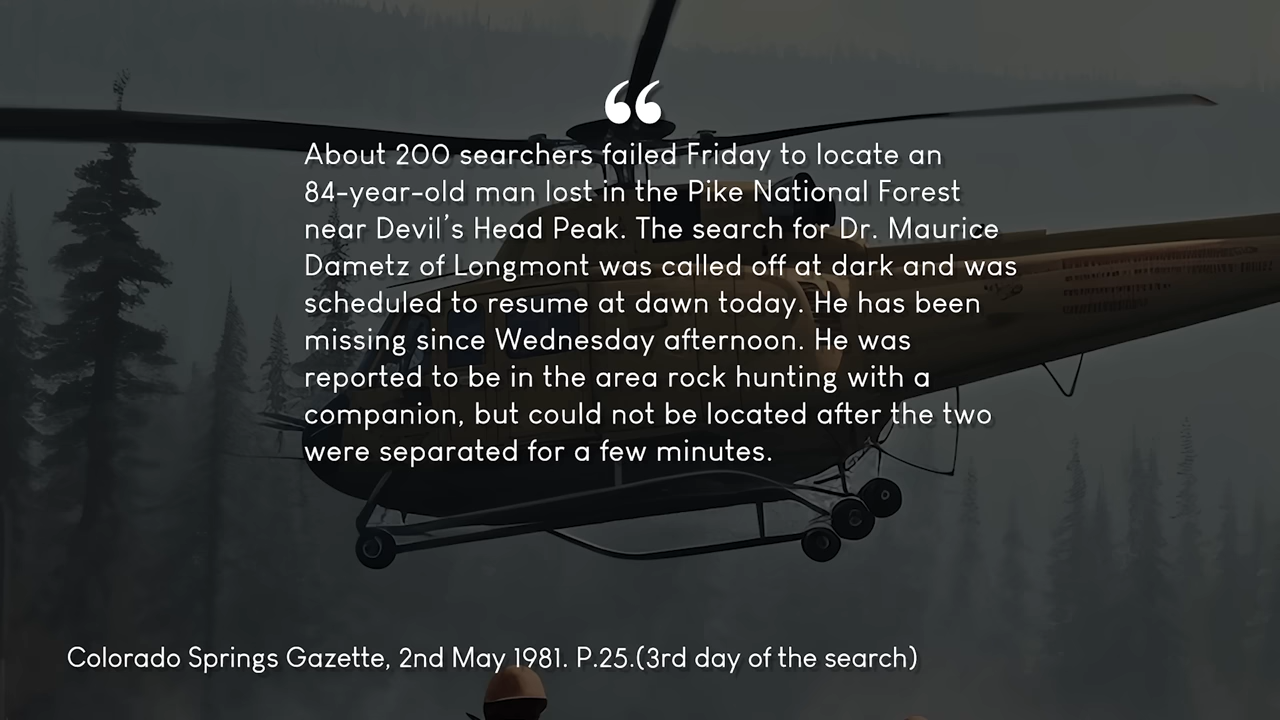 “
About 200 searchers failed Friday to locate an
84-year-old man lost in the Pike National Forest
near Devil’s Head Peak. The search for Dr. Maurice
Dametz of Longmont was called off at dark and was
scheduled to resume at dawn today. He has been
missing since Wednesday afternoon. He was
reported to be in the area rock hunting with a
companion, but could not be located after the two
were separated for a few minutes.
Colorado Springs Gazette, 2nd May 1981. P.25.(3rd day of the search)